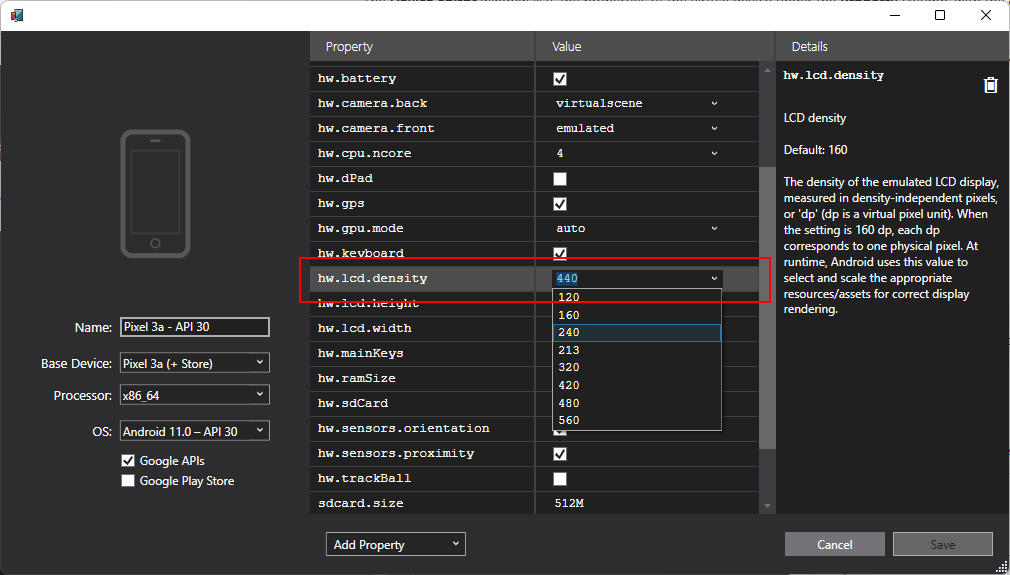 Property
Value
Details
hw.battery
hw.camera.back
virtualscene
hw.camera.front
emulated
hw.cpu.ncore
4
hw.dPad
hw.gps
hw.gpu.mode
auto
hw.keyboard
hw.lcd.density
440
120
160
240
213
320
420
480
560
hw.lcd.height
hw.lcd.width
hw.mainKeys
hw.ramSize
hw.sdCard
hw.sensors.orientation
hw.sensors.proximity
hw.trackBall
sdcard.size
512M
Name:
Pixel 3a - API 30
Base Device:
Pixel 3a (+ Store)
Processor:
x86_64
OS:
Android 11.0 – API 30
Google APIs
Google Play Store
hw.lcd.density
LCD density
Default: 160
The density of the emulated LCD display,
measured in density-independent pixels,
or 'dp' (dp is a virtual pixel unit). When
the setting is 160 dp, each dp
corresponds to one physical pixel. At
runtime, Android uses this value to
select and scale the appropriate
resources/assets for correct display
rendering.
Add Property
Cancel
Save